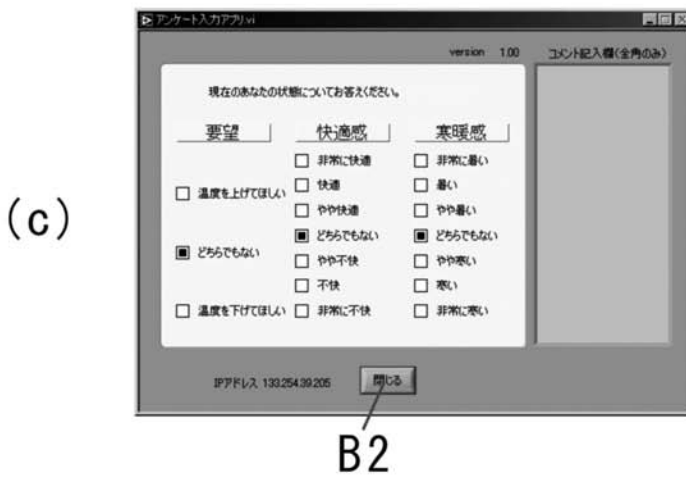 アンケート入力アプリ.vi
version 1.00
コメント記入欄(全角のみ)
現在のあなたの状態についてお答えください。
要望 快適感 寒暖感
非常に快適 非常に暑い
温度を上げてほしい 快適 暑い
やや快適 やや暑い
どちらでもない どちらでもない どちらでもない
やや不快 やや寒い
不快 寒い
温度を下げてほしい 非常に不快 非常に寒い
(c)
IPアドレス 133.254.39.205 閉じる
B2